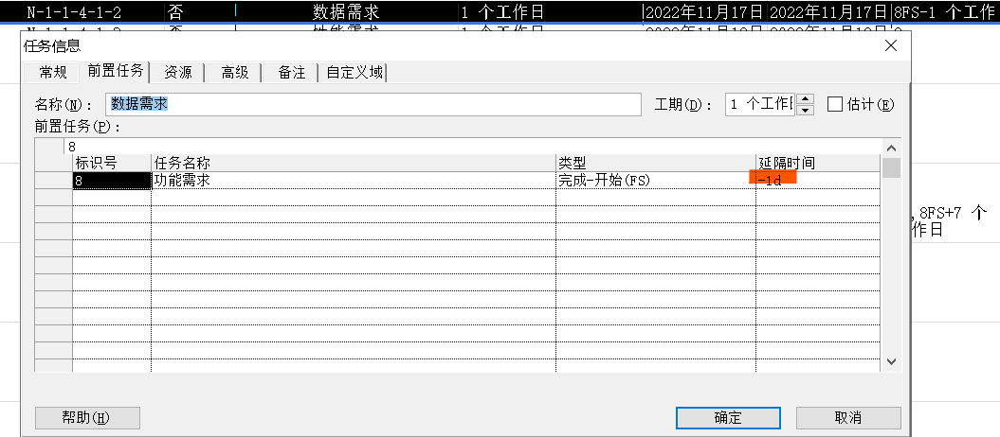 N-1-1-4-1-2 否 数据需求 1 个工作日 2022年11月17日 2022年11月17日 8FS-1 个工作
任务信息
常规 前置任务 资源 高级 备注 自定义域
名称(N)： 数据需求 工期(D)： 1 个工作日 估计(E)
前置任务(P)：
8
标识号 任务名称 类型 延隔时间
8 功能需求 完成-开始(FS) -1d
,8FS+7 个
作日
帮助(H) 确定 取消